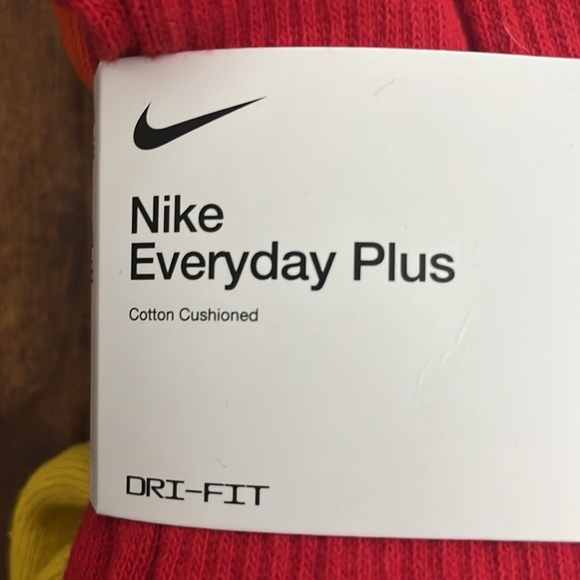 Nike
Everyday Plus
Cotton Cushioned
DRI-FIT